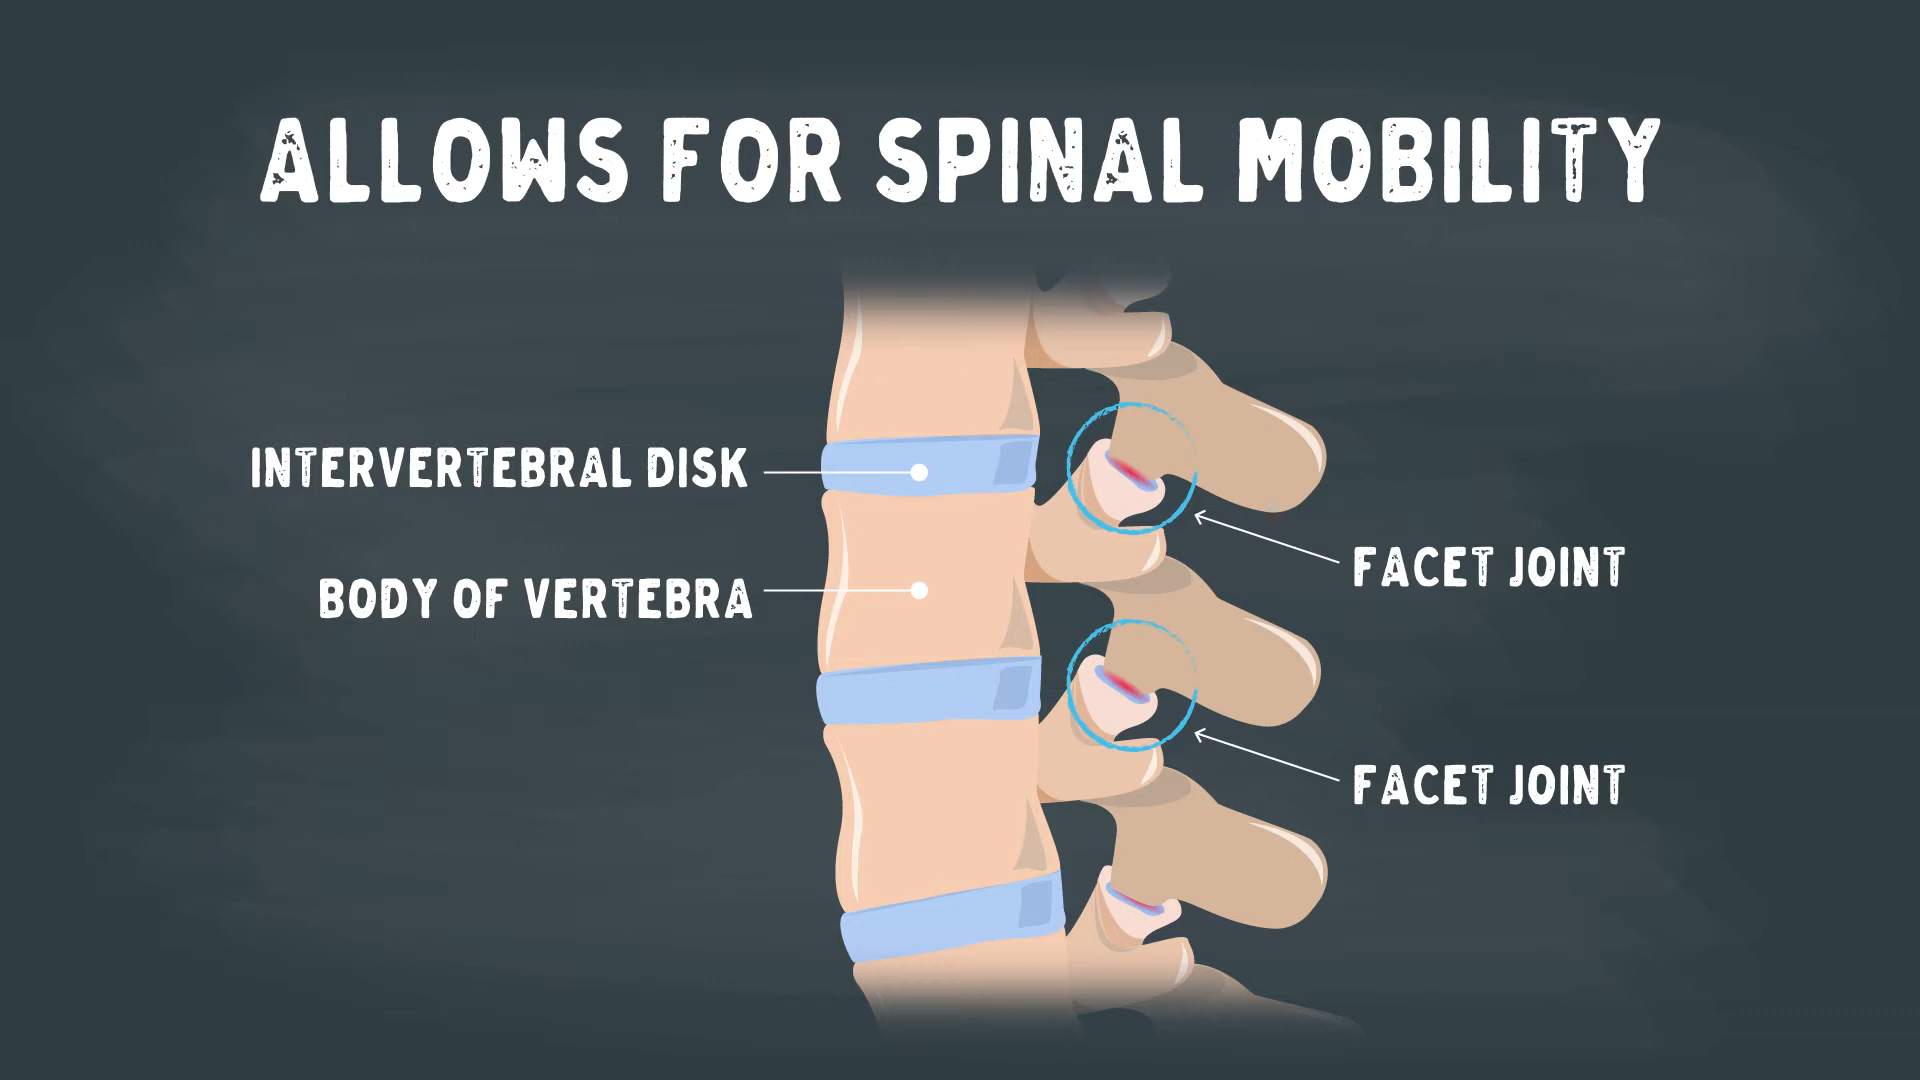 ALLOWS FOR SPINAL MOBILITY
INTERVERTEBRAL DISK
BODY OF VERTEBRA
FACET JOINT
FACET JOINT